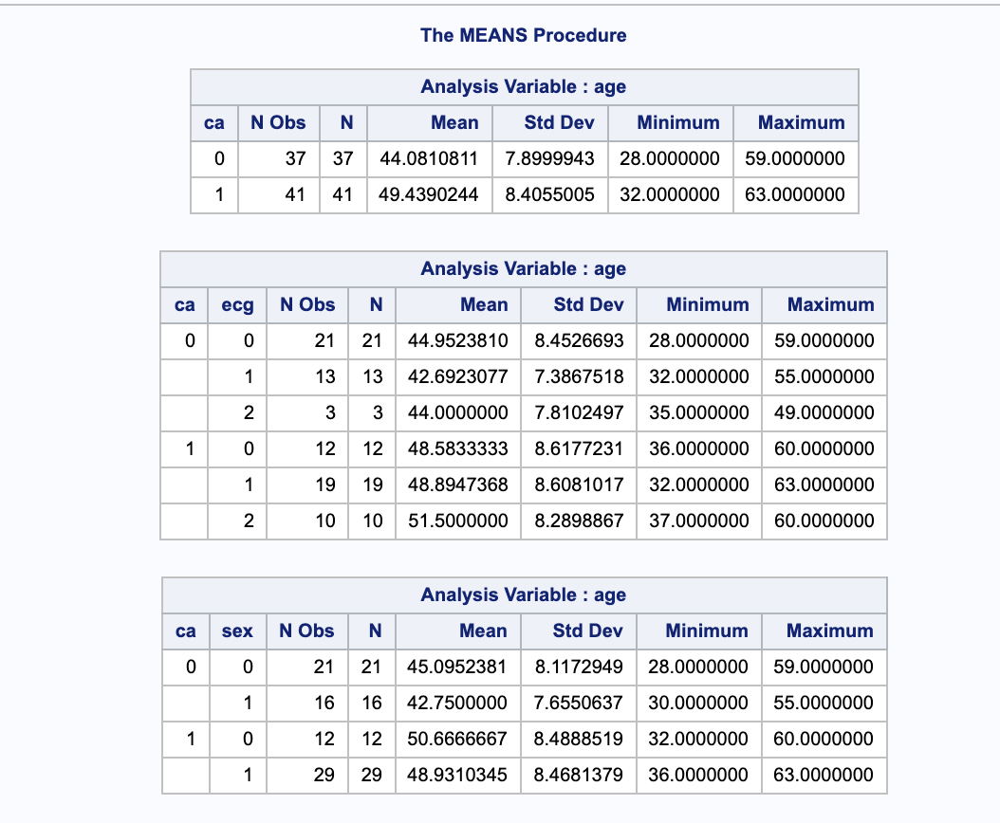 The MEANS Procedure
Analysis Variable : age
ca N Obs N Mean Std Dev Minimum Maximum
0 37 37 44.0810811 7.8999943 28.0000000 59.0000000
1 41 41 49.4390244 8.4055005 32.0000000 63.0000000
Analysis Variable : age
ca ecg N Obs N Mean Std Dev Minimum Maximum
0 0 21 21 44.9523810 8.4526693 28.0000000 59.0000000
1 13 13 42.6923077 7.3867518 32.0000000 55.0000000
2 3 3 44.0000000 7.8102497 35.0000000 49.0000000
1 0 12 12 48.5833333 8.6177231 36.0000000 60.0000000
1 19 19 48.8947368 8.6081017 32.0000000 63.0000000
2 10 10 51.5000000 8.2898867 37.0000000 60.0000000
Analysis Variable : age
ca sex N Obs N Mean Std Dev Minimum Maximum
0 0 21 21 45.0952381 8.1172949 28.0000000 59.0000000
1 16 16 42.7500000 7.6550637 30.0000000 55.0000000
1 0 12 12 50.6666667 8.4888519 32.0000000 60.0000000
1 29 29 48.9310345 8.4681379 36.0000000 63.0000000